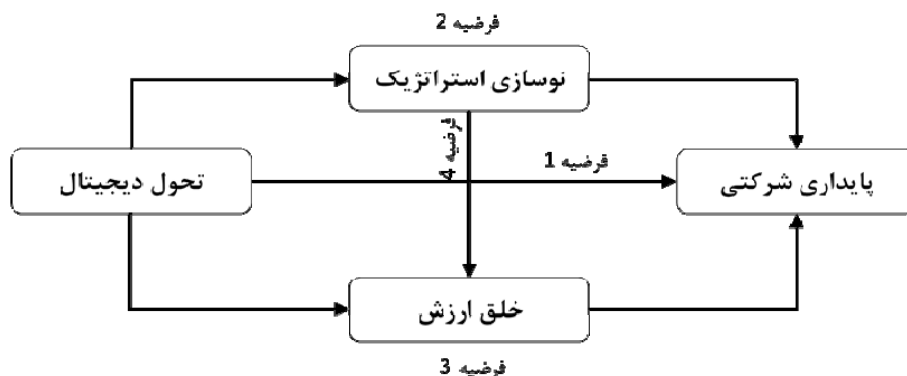 فرضیه 2
نوسازی استراتژیک
فرضیه 4
فرضیه 1
تحول دیجیتال
پایداری شرکتی
خلق ارزش
فرضیه 3